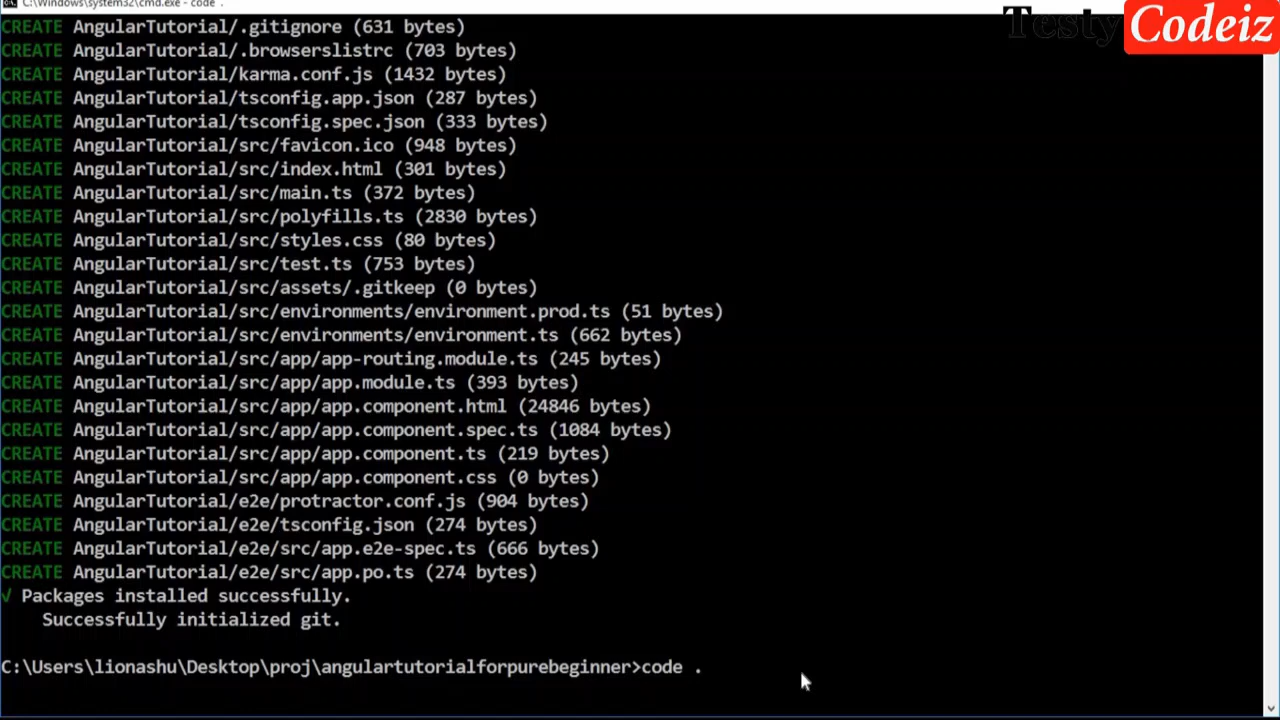 C:\Windows\system32\cmd.exe - code .
Testy Codeiz
CREATE AngularTutorial/.gitignore (631 bytes)
CREATE AngularTutorial/.browserslistrc (703 bytes)
CREATE AngularTutorial/karma.conf.js (1432 bytes)
CREATE AngularTutorial/tsconfig.app.json (287 bytes)
CREATE AngularTutorial/tsconfig.spec.json (333 bytes)
CREATE AngularTutorial/src/favicon.ico (948 bytes)
CREATE AngularTutorial/src/index.html (301 bytes)
CREATE AngularTutorial/src/main.ts (372 bytes)
CREATE AngularTutorial/src/polyfills.ts (2830 bytes)
CREATE AngularTutorial/src/styles.css (80 bytes)
CREATE AngularTutorial/src/test.ts (753 bytes)
CREATE AngularTutorial/src/assets/.gitkeep (0 bytes)
CREATE AngularTutorial/src/environments/environment.prod.ts (51 bytes)
CREATE AngularTutorial/src/environments/environment.ts (662 bytes)
CREATE AngularTutorial/src/app/app-routing.module.ts (245 bytes)
CREATE AngularTutorial/src/app/app.module.ts (393 bytes)
CREATE AngularTutorial/src/app/app.component.html (24846 bytes)
CREATE AngularTutorial/src/app/app.component.spec.ts (1084 bytes)
CREATE AngularTutorial/src/app/app.component.ts (219 bytes)
CREATE AngularTutorial/src/app/app.component.css (0 bytes)
CREATE AngularTutorial/e2e/protractor.conf.js (904 bytes)
CREATE AngularTutorial/e2e/tsconfig.json (274 bytes)
CREATE AngularTutorial/e2e/src/app.e2e-spec.ts (666 bytes)
CREATE AngularTutorial/e2e/src/app.po.ts (274 bytes)
√ Packages installed successfully.
Successfully initialized git.
C:\Users\lionashu\Desktop\proj\angulartutorialforpurebeginner>code .